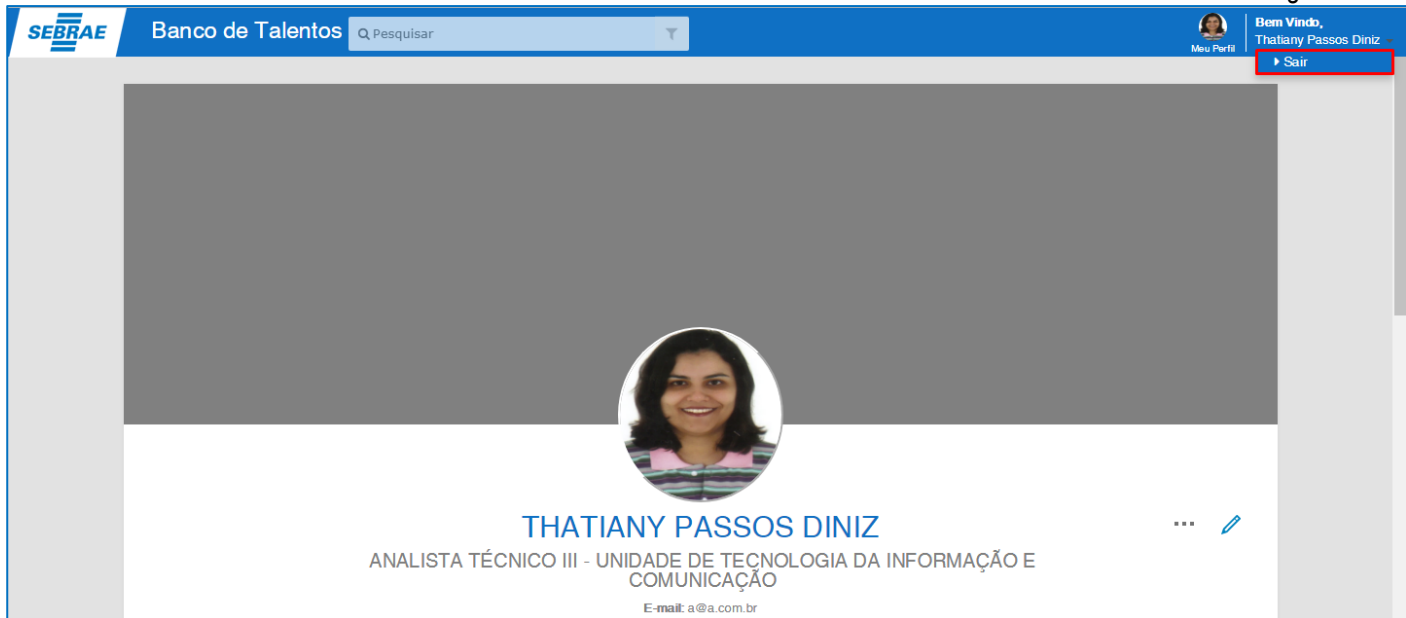 SEBRAE
Banco de Talentos
Pesquisar
Meu Perfil
Bem Vindo,
Thatiany Passos Diniz
Sair
THATIANY PASSOS DINIZ
ANALISTA TÉCNICO III - UNIDADE DE TECNOLOGIA DA INFORMAÇÃO E
COMUNICAÇÃO
E-mail: a@a.com.br